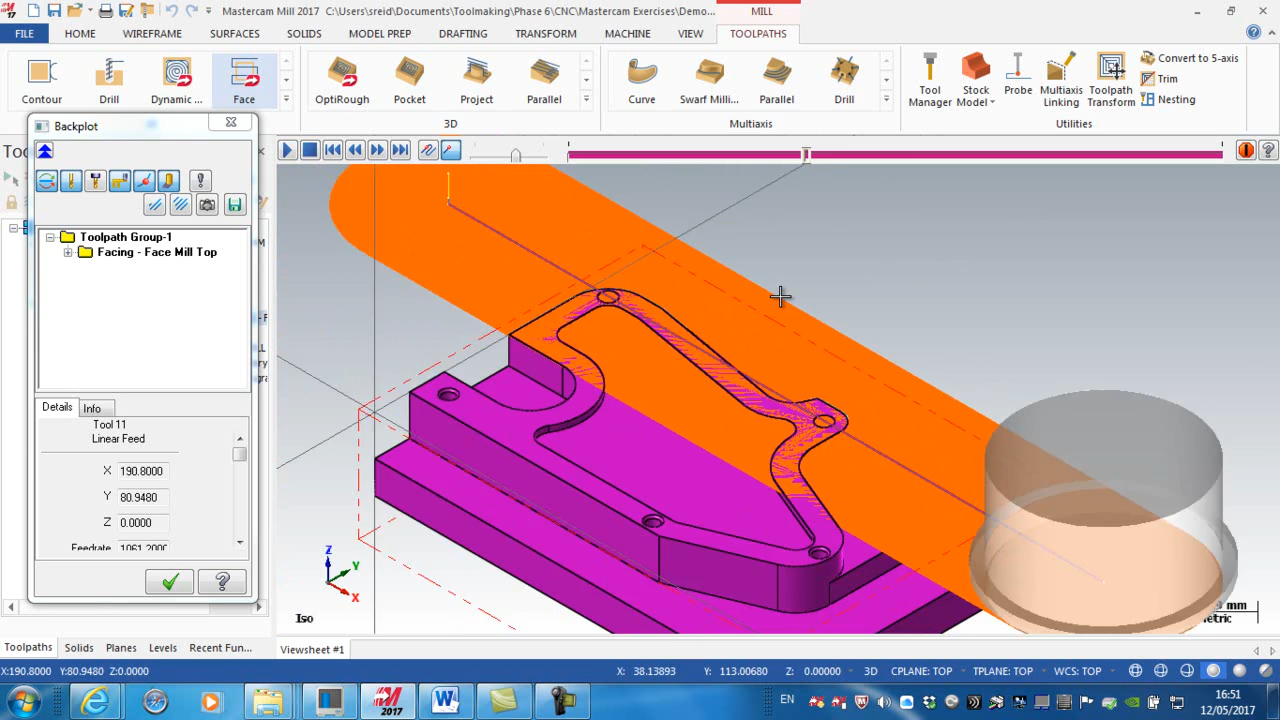 Mastercam Mill 2017 C:\Users\sreid\Documents\Toolmaking\Phase 6\CNC\Mastercam Exercises\Demo...
MILL
FILE HOME WIREFRAME SURFACES SOLIDS MODEL PREP DRAFTING TRANSFORM MACHINE VIEW TOOLPATHS
Contour Drill Dynamic ... Face OptiRough Pocket Project Parallel Curve Swarf Milli... Parallel Drill Tool Manager Stock Model Probe Multiaxis Linking Toolpath Transform
Convert to 5-axis
Trim
Nesting
3D Multiaxis Utilities
Backplot
Toolpath Group-1
Facing - Face Mill Top
Details Info
Tool 11
Linear Feed
X 190.8000
Y 80.9480
Z 0.0000
Feedrate 1061.2000
Z
Y
X
Iso
mm
Toolpaths Solids Planes Levels Recent Fun...
Viewsheet #1
X:190.8000 Y:80.9480 Z:0.0000
X: 38.13893 Y: 113.00680 Z: 0.00000 3D CPLANE: TOP TPLANE: TOP WCS: TOP
2017
EN
16:51
12/05/2017